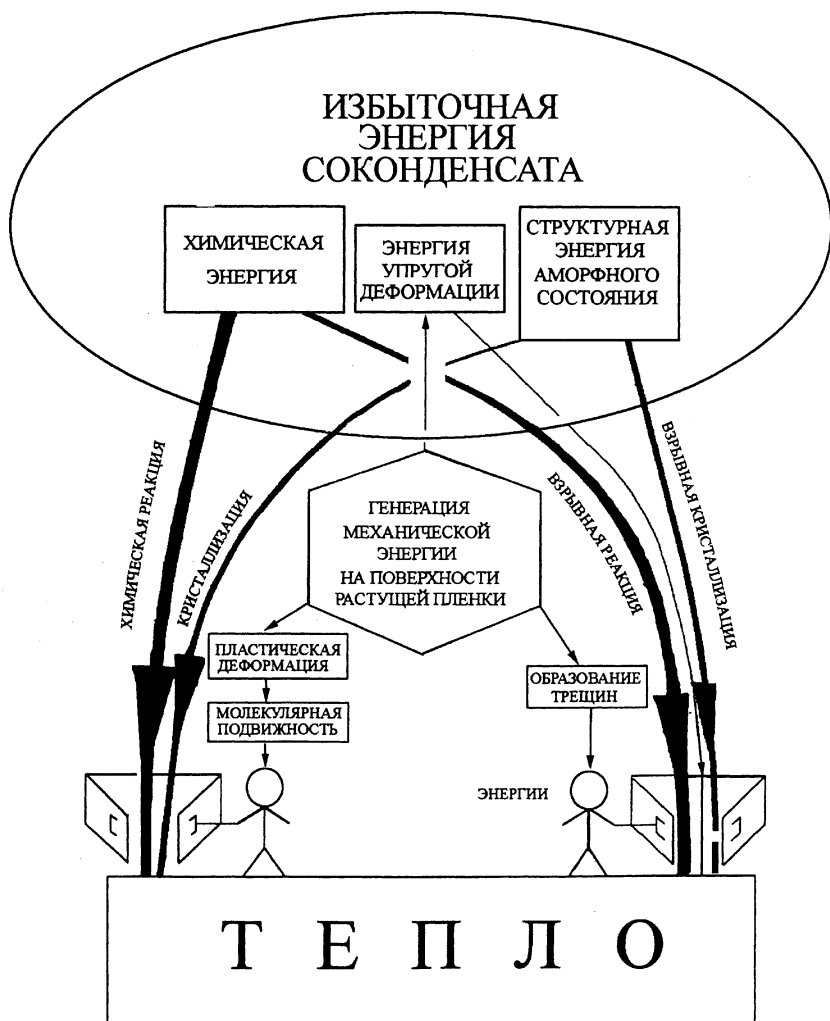 ИЗБЫТОЧНАЯ
ЭНЕРГИЯ
СОКОНДЕНСАТА
ХИМИЧЕСКАЯ
ЭНЕРГИЯ
ЭНЕРГИЯ
УПРУГОЙ
ДЕФОРМАЦИИ
СТРУКТУРНАЯ
ЭНЕРГИЯ
АМОРФНОГО
СОСТОЯНИЯ
ХИМИЧЕСКАЯ РЕАКЦИЯ
КРИСТАЛЛИЗАЦИЯ
ГЕНЕРАЦИЯ
МЕХАНИЧЕСКОЙ
ЭНЕРГИИ
НА ПОВЕРХНОСТИ
РАСТУЩЕЙ ПЛЕНКИ
ВЗРЫВНАЯ РЕАКЦИЯ
ВЗРЫВНАЯ КРИСТАЛЛИЗАЦИЯ
ПЛАСТИЧЕСКАЯ
ДЕФОРМАЦИЯ
МОЛЕКУЛЯРНАЯ
ПОДВИЖНОСТЬ
ОБРАЗОВАНИЕ
ТРЕЩИН
ЭНЕРГИИ
Т Е П Л О